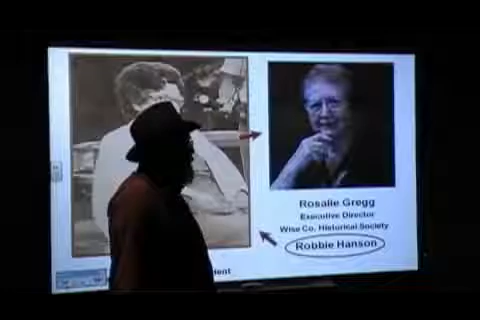 Rosalie Gregg
Executive Director
Wise Co. Historical Society
Robbie Hanson